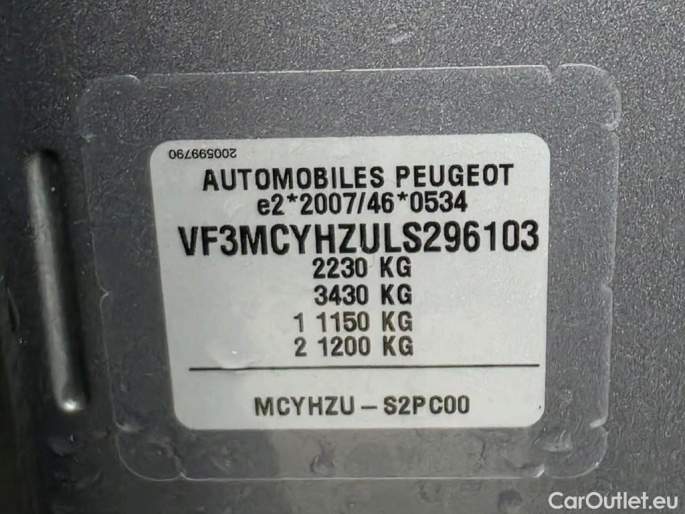 200599790
AUTOMOBILES PEUGEOT
e2*2007/46*0534
VF3MCYHZULS296103
2230 KG
3430 KG
1 1150 KG
2 1200 KG
MCYHZU – S2PC00
CarOutlet.eu